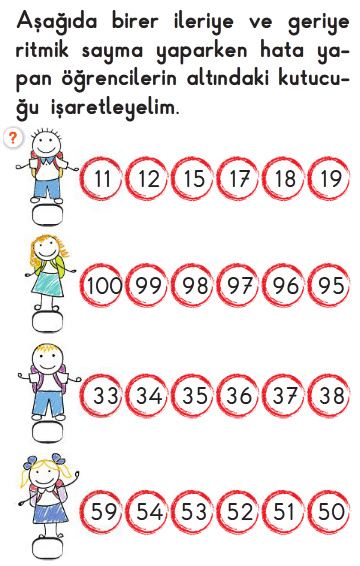 Aşağıda birer ileriye ve geriye
ritmik sayma yaparken hata ya-
pan öğrencilerin altındaki kutucu-
ğu işaretleyelim.
?
11 12 15 17 18 19
100 99 98 97 96 95
33 34 35 36 37 38
59 54 53 52 51 50